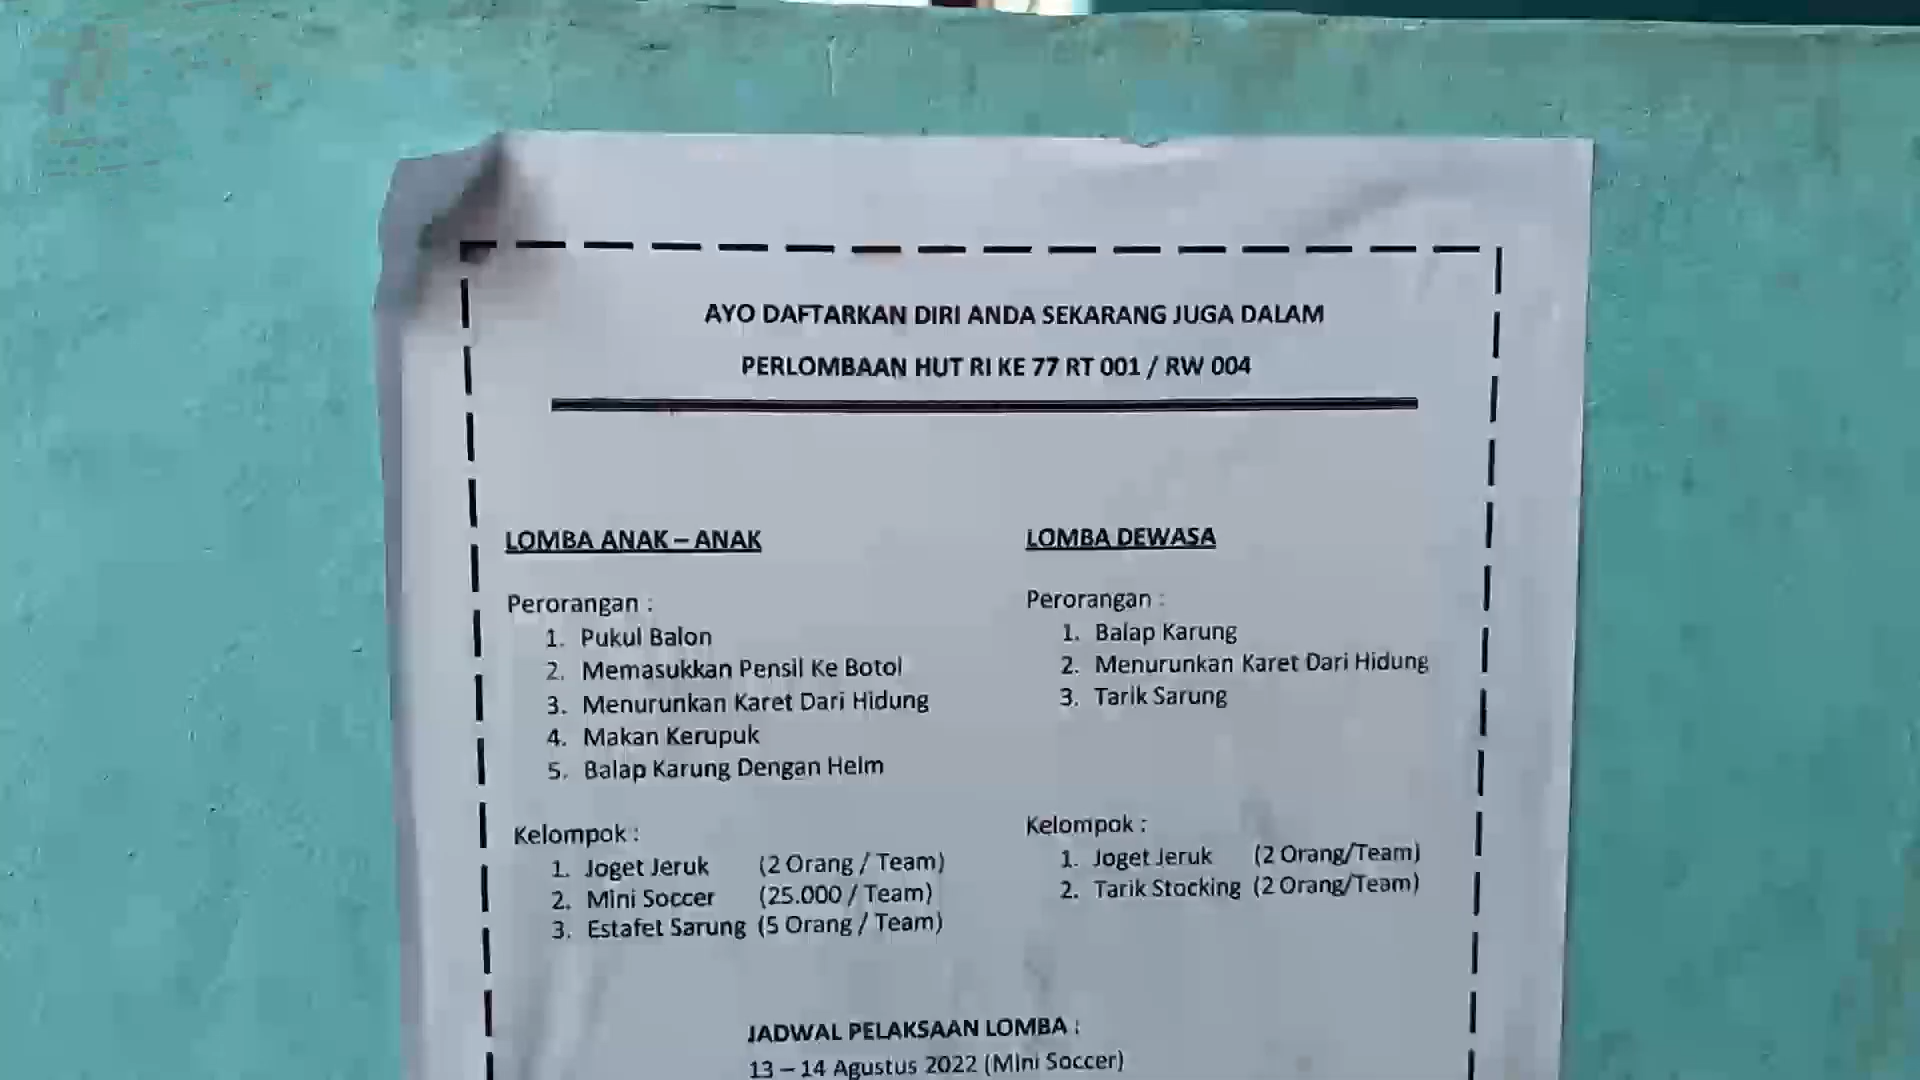 AYO DAFTARKAN DIRI ANDA SEKARANG JUGA DALAM
PERLOMBAAN HUT RI KE 77 RT 001 / RW 004
LOMBA ANAK – ANAK
Perorangan :
1. Pukul Balon
2. Memasukkan Pensil Ke Botol
3. Menurunkan Karet Dari Hidung
4. Makan Kerupuk
5. Balap Karung Dengan Helm
Kelompok :
1. Joget Jeruk (2 Orang / Team)
2. Mini Soccer (25.000 / Team)
3. Estafet Sarung (5 Orang / Team)
LOMBA DEWASA
Perorangan :
1. Balap Karung
2. Menurunkan Karet Dari Hidung
3. Tarik Sarung
Kelompok :
1. Joget Jeruk (2 Orang/Team)
2. Tarik Stocking (2 Orang/Team)
JADWAL PELAKSAAN LOMBA :
13 – 14 Agustus 2022 (Mini Soccer)